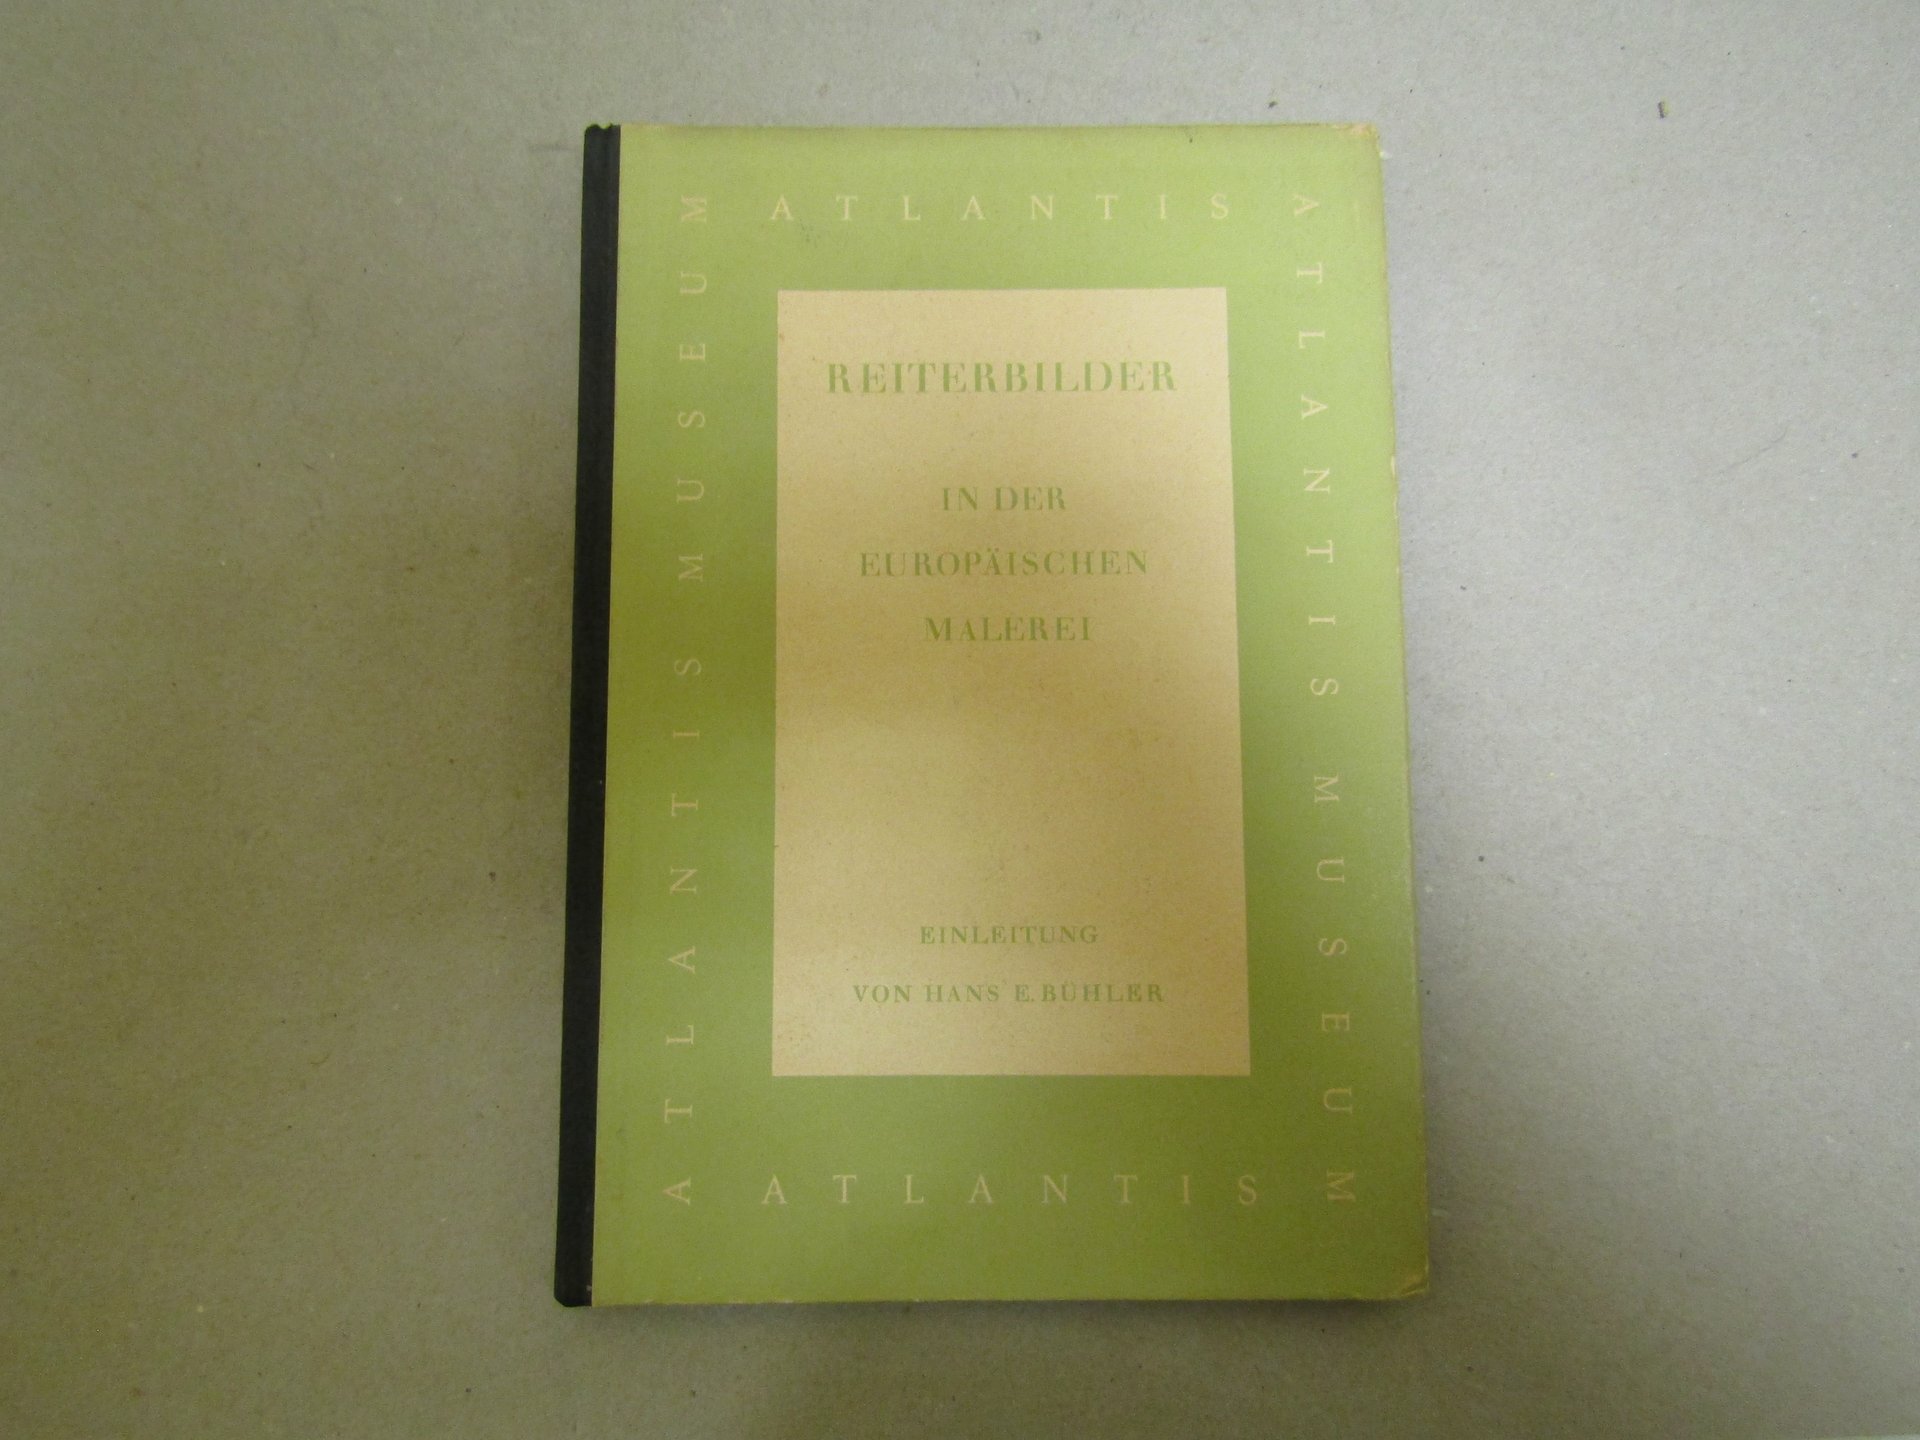 ATLANTIS
ATLANTIS MUSEUM
ATLANTIS MUSEUM
REITERBILDER
IN DER
EUROPÄISCHEN
MALEREI
EINLEITUNG
VON HANS E. BÜHLER
ATLANTIS